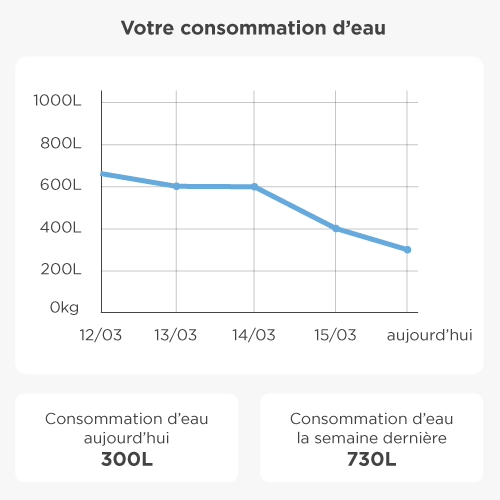 Votre consommation d'eau
1000L
800L
600L
400L
200L
0kg
12/03 13/03 14/03 15/03 aujourd'hui
Consommation d'eau
aujourd'hui
300L
Consommation d'eau
la semaine dernière
730L